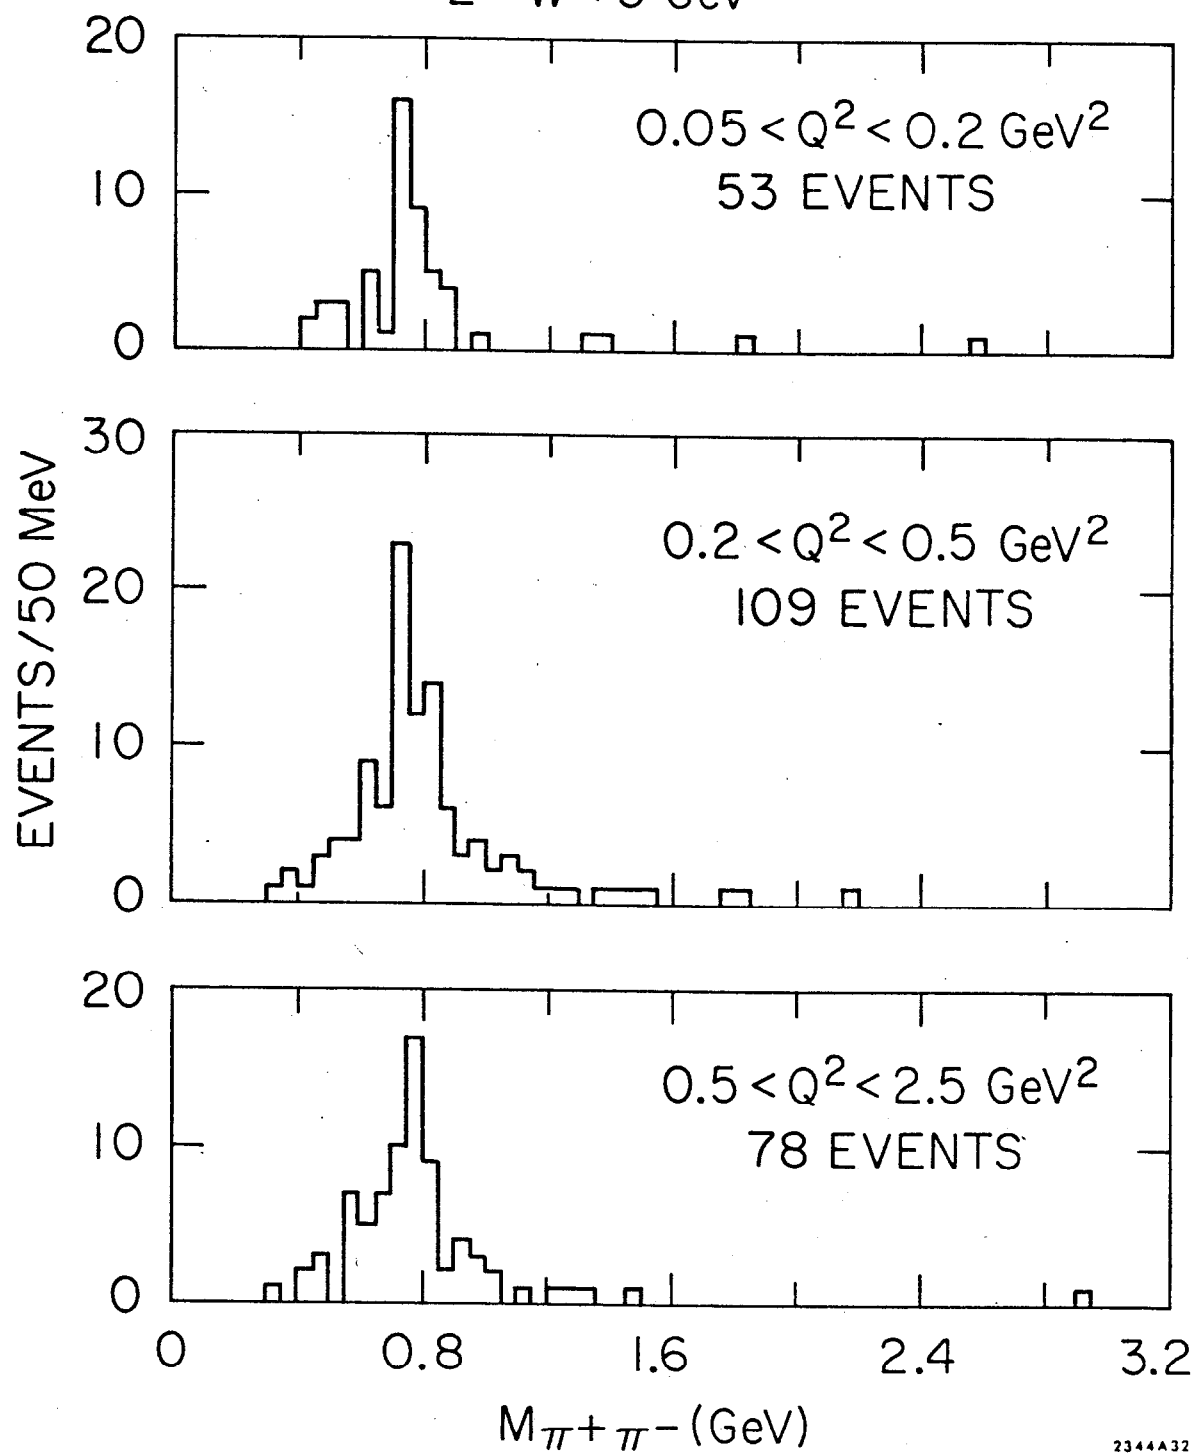 20
0.05 < Q² < 0.2 GeV²
10
53 EVENTS
0
30
0.2 < Q² < 0.5 GeV²
20
109 EVENTS
10
0
EVENTS/50 MeV
20
0.5 < Q² < 2.5 GeV²
10
78 EVENTS
0
0 0.8 1.6 2.4 3.2
Mπ+π− (GeV)
2344A32